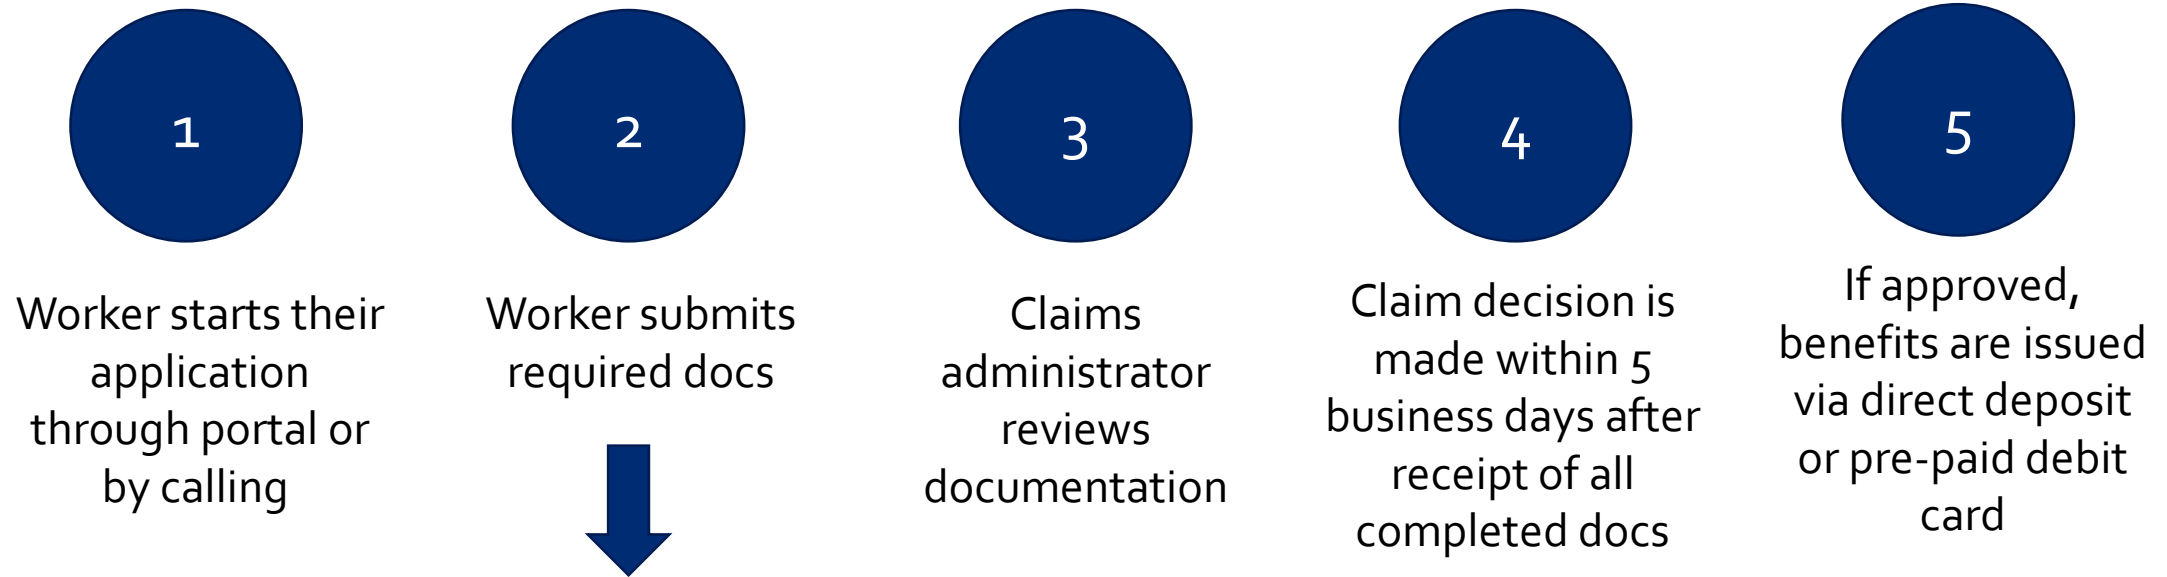 1
Worker starts their
application
through portal or
by calling
2
Worker submits
required docs
3
Claims
administrator
reviews
documentation
4
Claim decision is
made within 5
business days after
receipt of all
completed docs
5
If approved,
benefits are issued
via direct deposit
or pre-paid debit
card